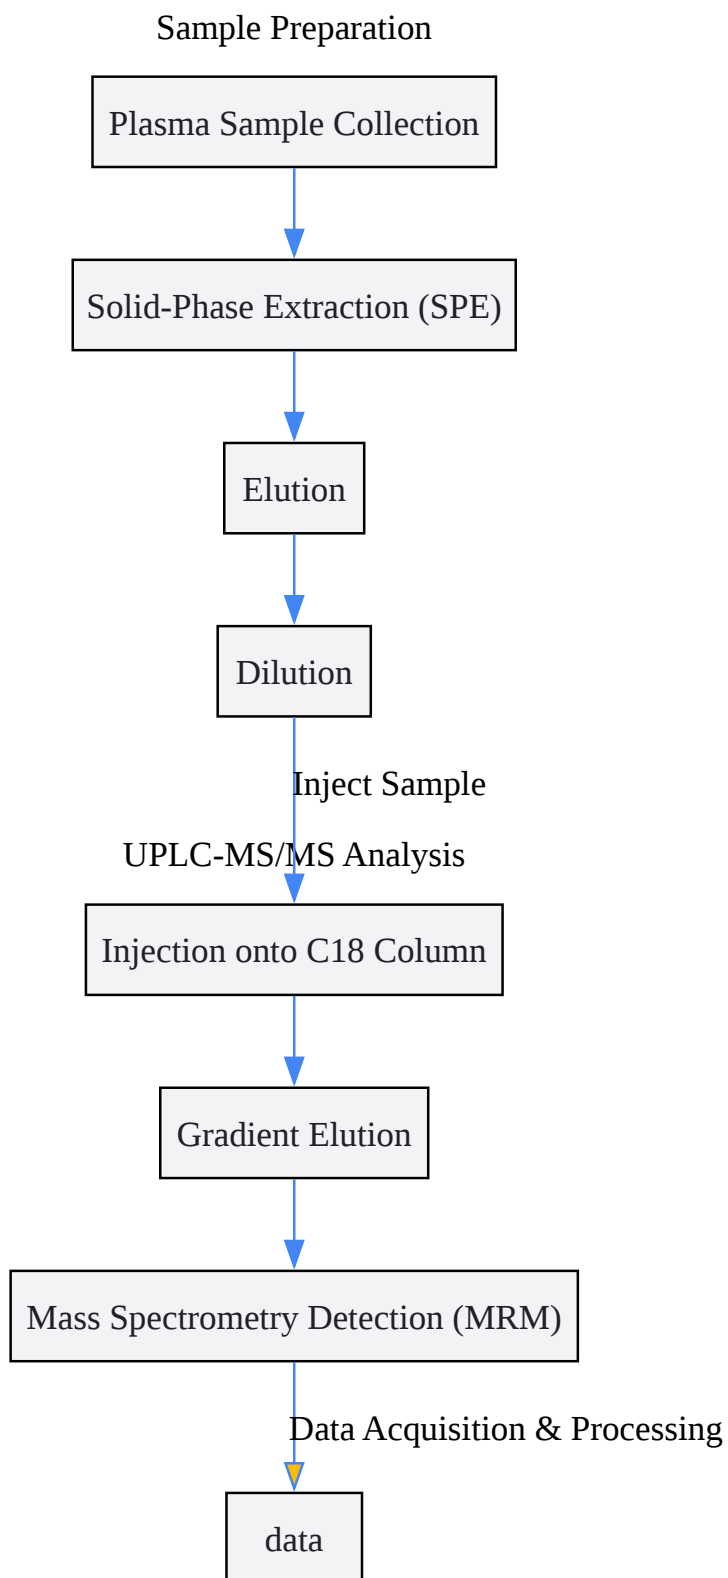 Sample Preparation
Plasma Sample Collection
Solid-Phase Extraction (SPE)
Elution
Dilution
Inject Sample
UPLC-MS/MS Analysis
Injection onto C18 Column
Gradient Elution
Mass Spectrometry Detection (MRM)
Data Acquisition & Processing
data